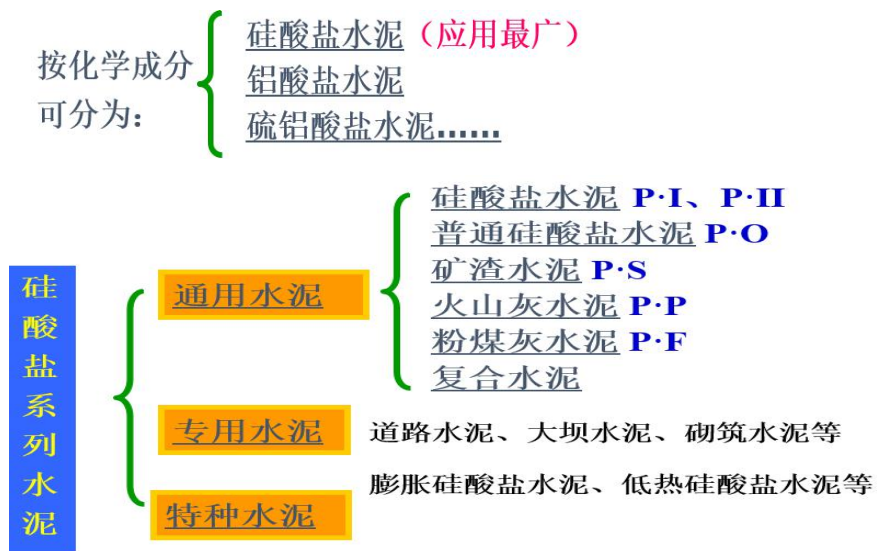 按化学成分
可分为：
硅酸盐水泥（应用最广）
铝酸盐水泥
硫铝酸盐水泥……
硅酸盐系列水泥
通用水泥
硅酸盐水泥 P·I、P·II
普通硅酸盐水泥 P·O
矿渣水泥 P·S
火山灰水泥 P·P
粉煤灰水泥 P·F
复合水泥
专用水泥
道路水泥、大坝水泥、砌筑水泥等
特种水泥
膨胀硅酸盐水泥、低热硅酸盐水泥等